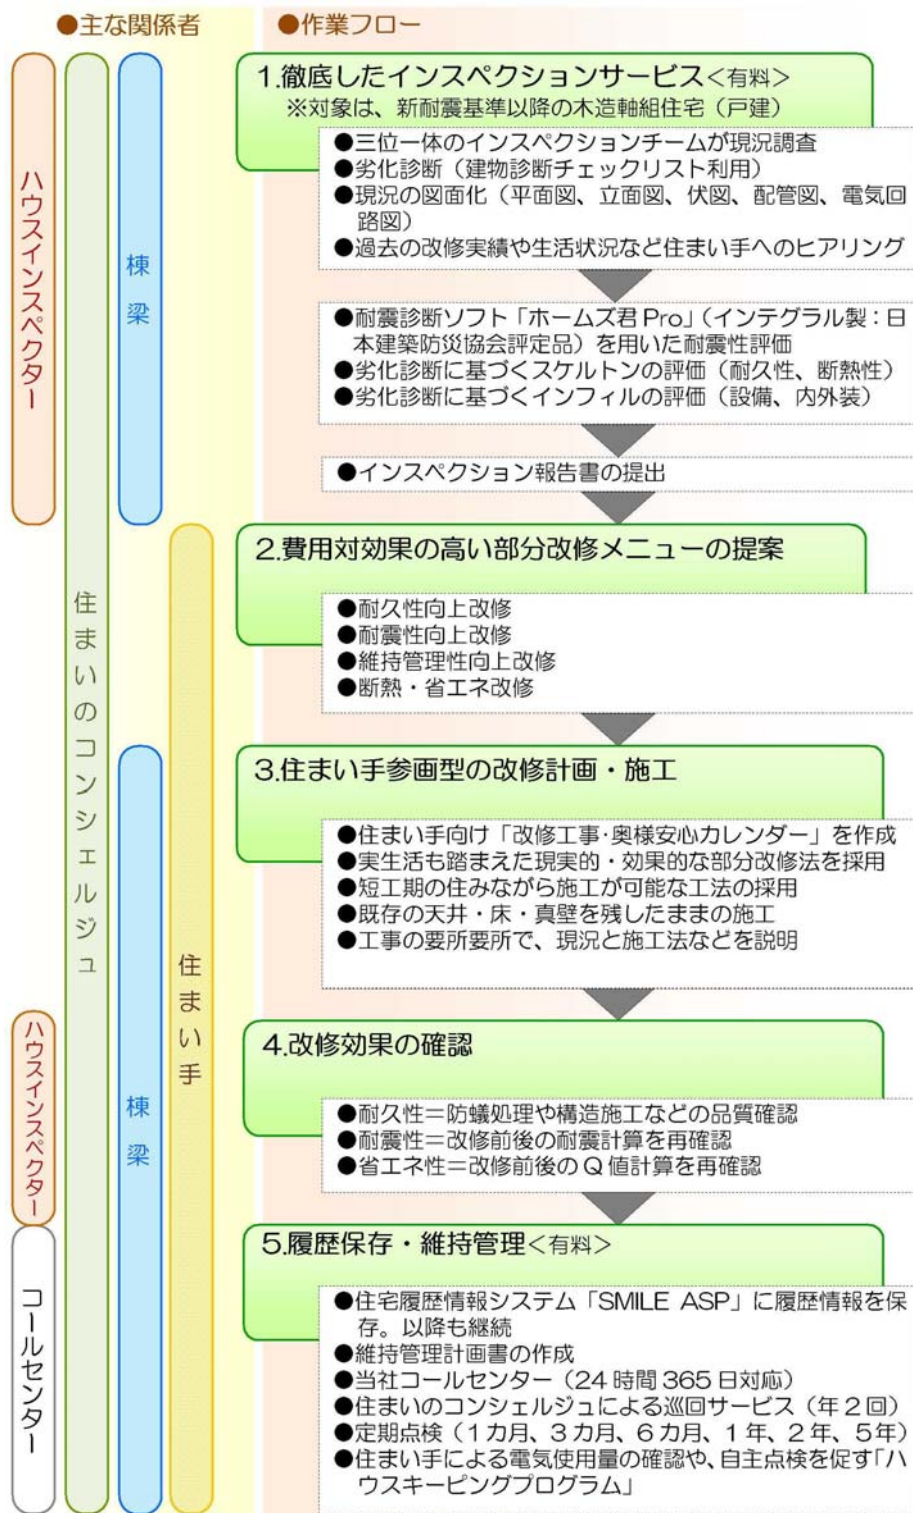 ●主な関係者
●作業フロー
ハウスインスペクター
住まいのコンシェルジュ
棟梁
住まい手
棟梁
ハウスインスペクター
コールセンター
1.徹底したインスペクションサービス<有料>
※対象は、新耐震基準以降の木造軸組住宅（戸建）
●三位一体のインスペクションチームが現況調査
●劣化診断（建物診断チェックリスト利用）
●現況の図面化（平面図、立面図、伏図、配管図、電気回
路図）
●過去の改修実績や生活状況など住まい手へのヒアリング
●耐震診断ソフト「ホームズ君 Pro」（インテグラル製：日
本建築防災協会評定品）を用いた耐震性評価
●劣化診断に基づくスケルトンの評価（耐久性、断熱性）
●劣化診断に基づくインフィルの評価（設備、内外装）
●インスペクション報告書の提出
2.費用対効果の高い部分改修メニューの提案
●耐久性向上改修
●耐震性向上改修
●維持管理性向上改修
●断熱・省エネ改修
3.住まい手参画型の改修計画・施工
●住まい手向け「改修工事･奥様安心カレンダー」を作成
●実生活も踏まえた現実的・効果的な部分改修法を採用
●短工期の住みながら施工が可能な工法の採用
●既存の天井・床・真壁を残したままの施工
●工事の要所要所で、現況と施工法などを説明
4.改修効果の確認
●耐久性＝防蟻処理や構造施工などの品質確認
●耐震性＝改修前後の耐震計算を再確認
●省エネ性＝改修前後のQ値計算を再確認
5.履歴保存・維持管理<有料>
●住宅履歴情報システム「SMILE ASP」に履歴情報を保
存。以降も継続
●維持管理計画書の作成
●当社コールセンター（24時間365日対応）
●住まいのコンシェルジュによる巡回サービス（年2回）
●定期点検（1カ月、3カ月、6カ月、1年、2年、5年）
●住まい手による電気使用量の確認や､自主点検を促す「ハ
ウスキーピングプログラム」